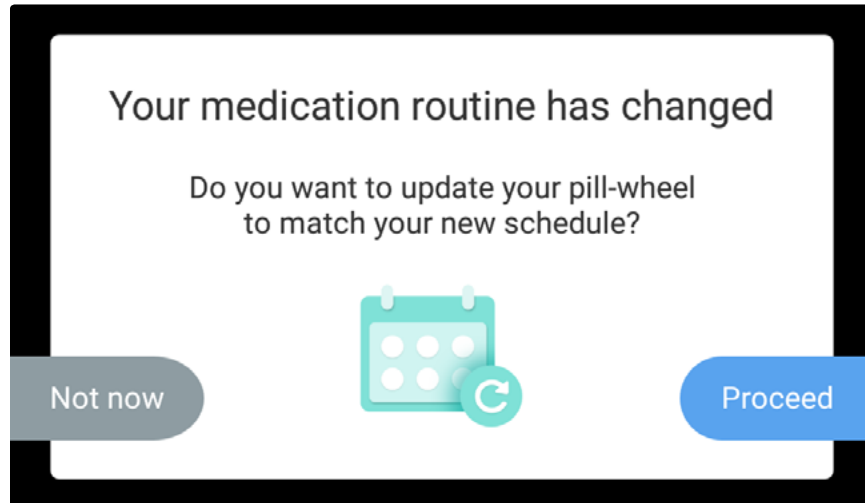 Your medication routine has changed
Do you want to update your pill-wheel
to match your new schedule?
Not now
Proceed